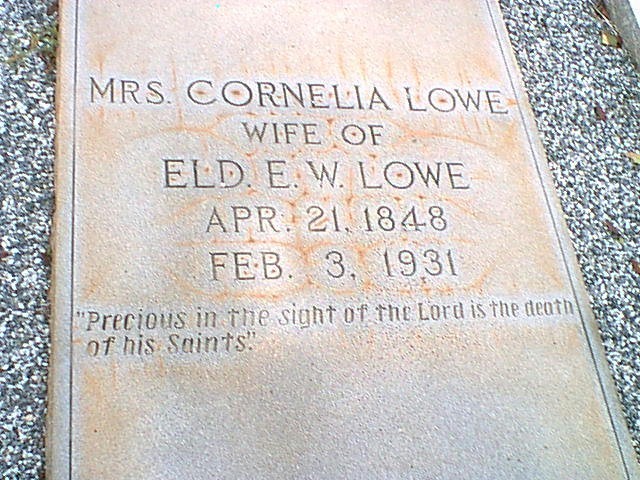 MRS. CORNELIA LOWE
WIFE OF
ELD. E. W. LOWE
APR. 21, 1848
FEB. 3, 1931
"Precious in the sight of the Lord is the death
of his Saints".